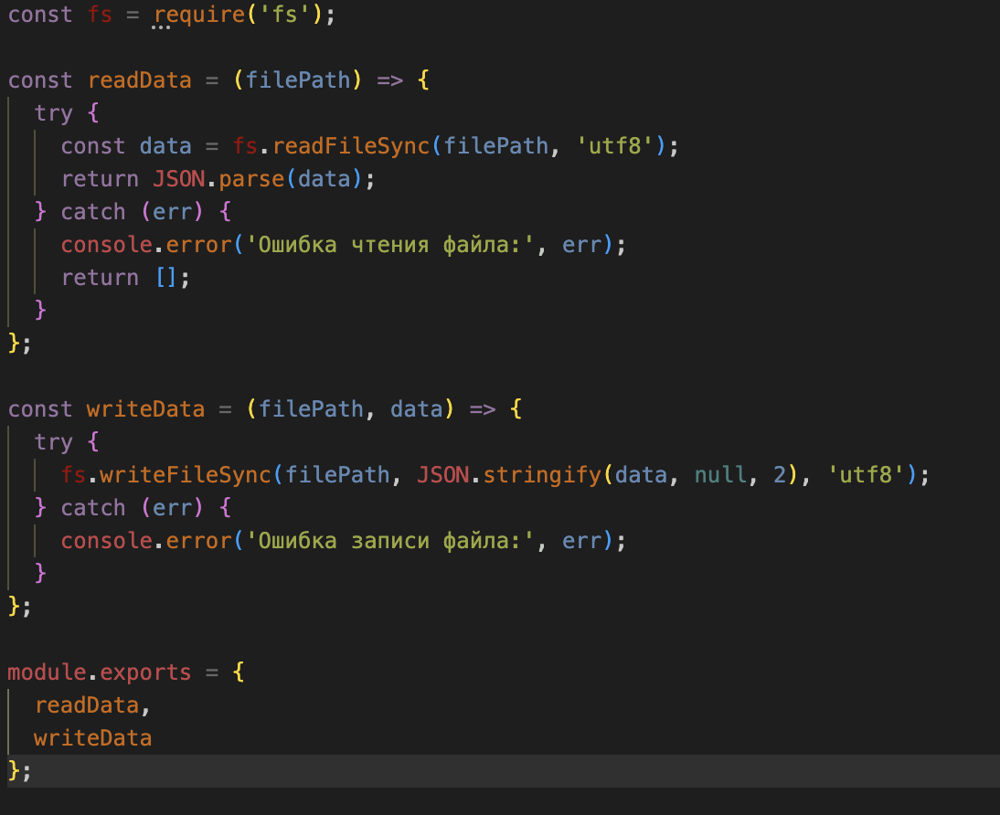 const fs = require('fs');
const readData = (filePath) => {
  try {
    const data = fs.readFileSync(filePath, 'utf8');
    return JSON.parse(data);
  } catch (err) {
    console.error('Ошибка чтения файла:', err);
    return [];
  }
};
const writeData = (filePath, data) => {
  try {
    fs.writeFileSync(filePath, JSON.stringify(data, null, 2), 'utf8');
  } catch (err) {
    console.error('Ошибка записи файла:', err);
  }
};
module.exports = {
  readData,
  writeData
};